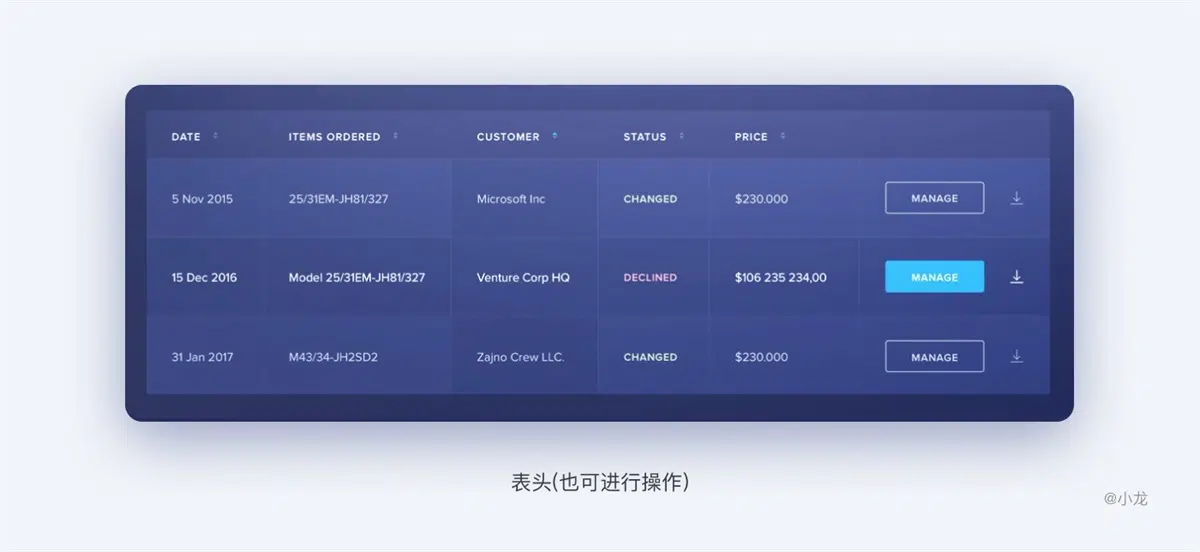 DATE ITEMS ORDERED CUSTOMER STATUS PRICE
5 Nov 2015 25/31EM-JH81/327 Microsoft Inc CHANGED $230.000 MANAGE
15 Dec 2016 Model 25/31EM-JH81/327 Venture Corp HQ DECLINED $106 235 234,00 MANAGE
31 Jan 2017 M43/34-JH2SD2 Zajno Crew LLC. CHANGED $230.000 MANAGE
表头(也可进行操作)
@小龙